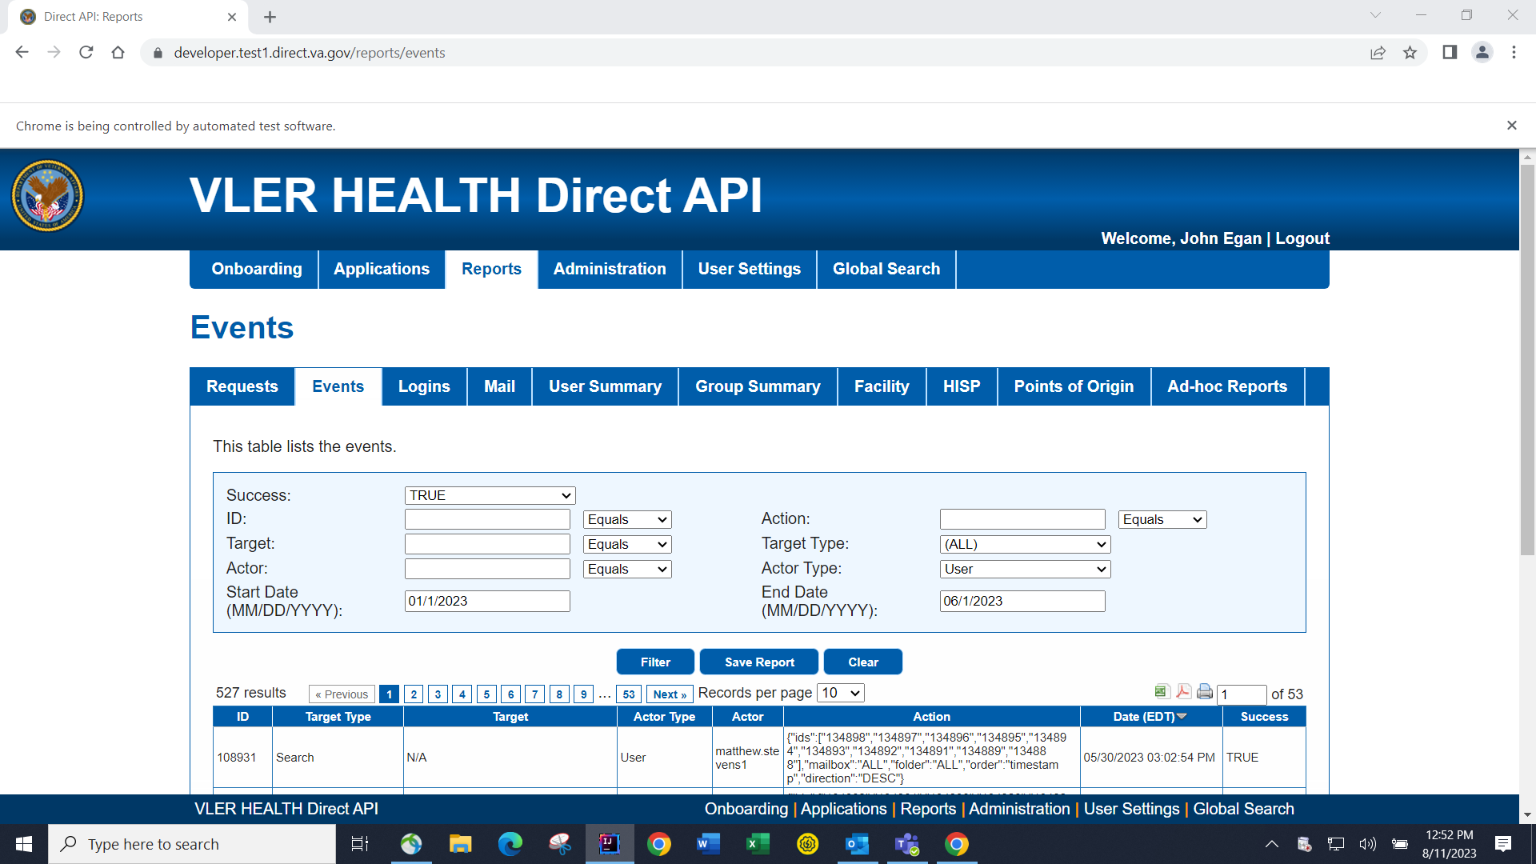 Direct API: Reports
developer.test1.direct.va.gov/reports/events
Chrome is being controlled by automated test software.
VLER HEALTH Direct API
Welcome, John Egan | Logout
Onboarding Applications Reports Administration User Settings Global Search
Events
Requests Events Logins Mail User Summary Group Summary Facility HISP Points of Origin Ad-hoc Reports
This table lists the events.
Success: TRUE
ID: Equals Action: Equals
Target: Equals Target Type: (ALL)
Actor: Equals Actor Type: User
Start Date (MM/DD/YYYY): 01/1/2023 End Date (MM/DD/YYYY): 06/1/2023
Filter Save Report Clear
527 results « Previous 1 2 3 4 5 6 7 8 9 ... 53 Next » Records per page 10 1 of 53
ID Target Type Target Actor Type Actor Action Date (EDT) Success
108931 Search N/A User matthew.stevens1 {"ids":["134898","134897","134896","134895","134894","134893","134892","134891","134889","134888"],"mailbox":"ALL","folder":"ALL","order":"timestamp","direction":"DESC"} 05/30/2023 03:02:54 PM TRUE
VLER HEALTH Direct API Onboarding | Applications | Reports | Administration | User Settings | Global Search
Type here to search
12:52 PM
8/11/2023